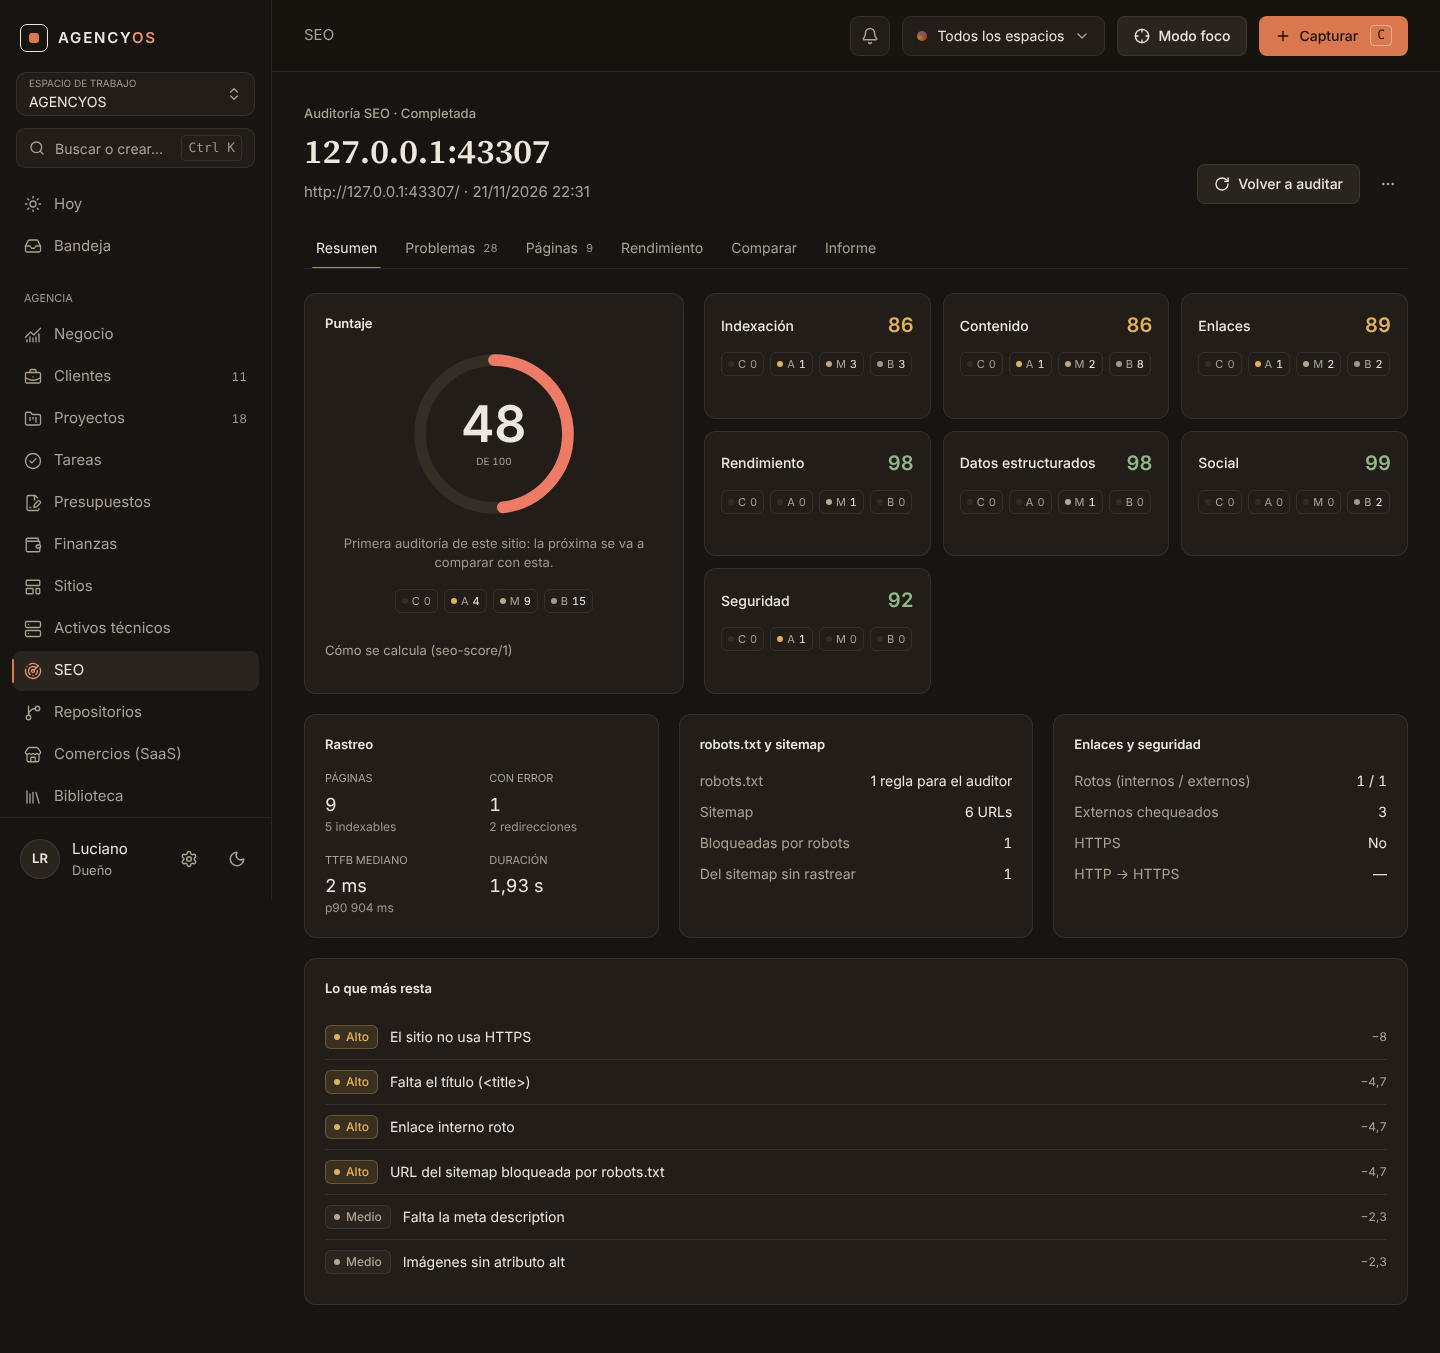 AGENCYOS
ESPACIO DE TRABAJO
AGENCYOS
Buscar o crear... Ctrl K
Hoy
Bandeja
AGENCIA
Negocio
Clientes 11
Proyectos 18
Tareas
Presupuestos
Finanzas
Sitios
Activos técnicos
SEO
Repositorios
Comercios (SaaS)
Biblioteca
LR Luciano
Dueño
SEO
Todos los espacios
Modo foco
Capturar C
Auditoría SEO · Completada
127.0.0.1:43307
http://127.0.0.1:43307/ · 21/11/2026 22:31
Volver a auditar
Resumen Problemas 28 Páginas 9 Rendimiento Comparar Informe
Puntaje
48
DE 100
Primera auditoría de este sitio: la próxima se va a
comparar con esta.
C 0 A 4 M 9 B 15
Cómo se calcula (seo-score/1)
Indexación 86
C 0 A 1 M 3 B 3
Contenido 86
C 0 A 1 M 2 B 8
Enlaces 89
C 0 A 1 M 2 B 2
Rendimiento 98
C 0 A 0 M 1 B 0
Datos estructurados 98
C 0 A 0 M 1 B 0
Social 99
C 0 A 0 M 0 B 2
Seguridad 92
C 0 A 1 M 0 B 0
Rastreo
PÁGINAS
9
5 indexables
CON ERROR
1
2 redirecciones
TTFB MEDIANO
2 ms
p90 904 ms
DURACIÓN
1,93 s
robots.txt y sitemap
robots.txt 1 regla para el auditor
Sitemap 6 URLs
Bloqueadas por robots 1
Del sitemap sin rastrear 1
Enlaces y seguridad
Rotos (internos / externos) 1 / 1
Externos chequeados 3
HTTPS No
HTTP → HTTPS —
Lo que más resta
Alto El sitio no usa HTTPS −8
Alto Falta el título (<title>) −4,7
Alto Enlace interno roto −4,7
Alto URL del sitemap bloqueada por robots.txt −4,7
Medio Falta la meta description −2,3
Medio Imágenes sin atributo alt −2,3